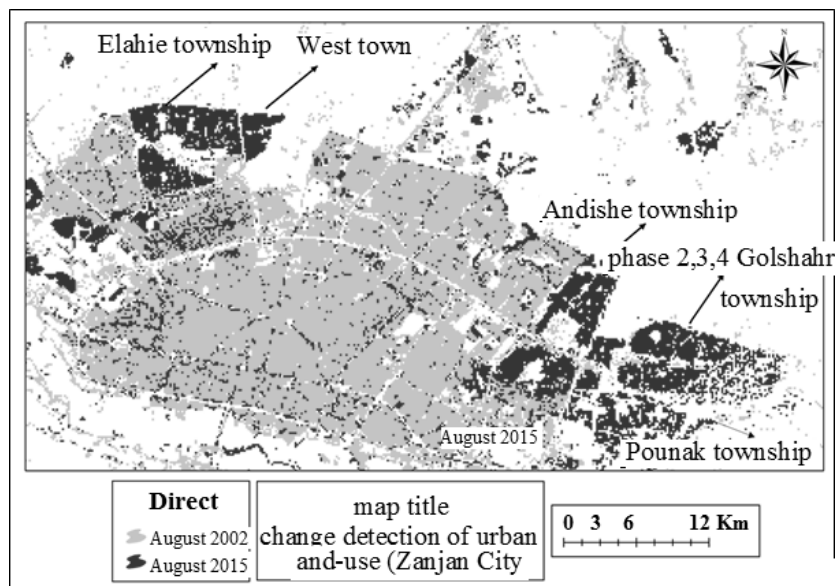 Elahie township
West town
Andishe township
phase 2,3,4 Golshahr
township
August 2015
Pounak township
Direct
August 2002
August 2015
map title
change detection of urban
and-use (Zanjan City
0 3 6 12 Km